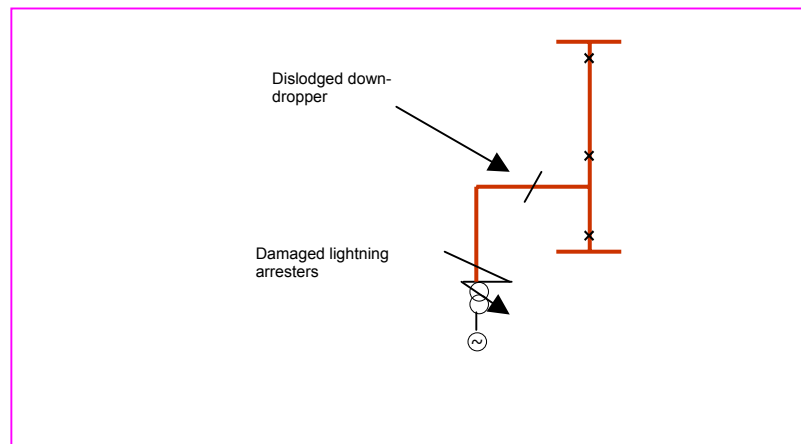 Dislodged down-
dropper
Damaged lightning
arresters
~